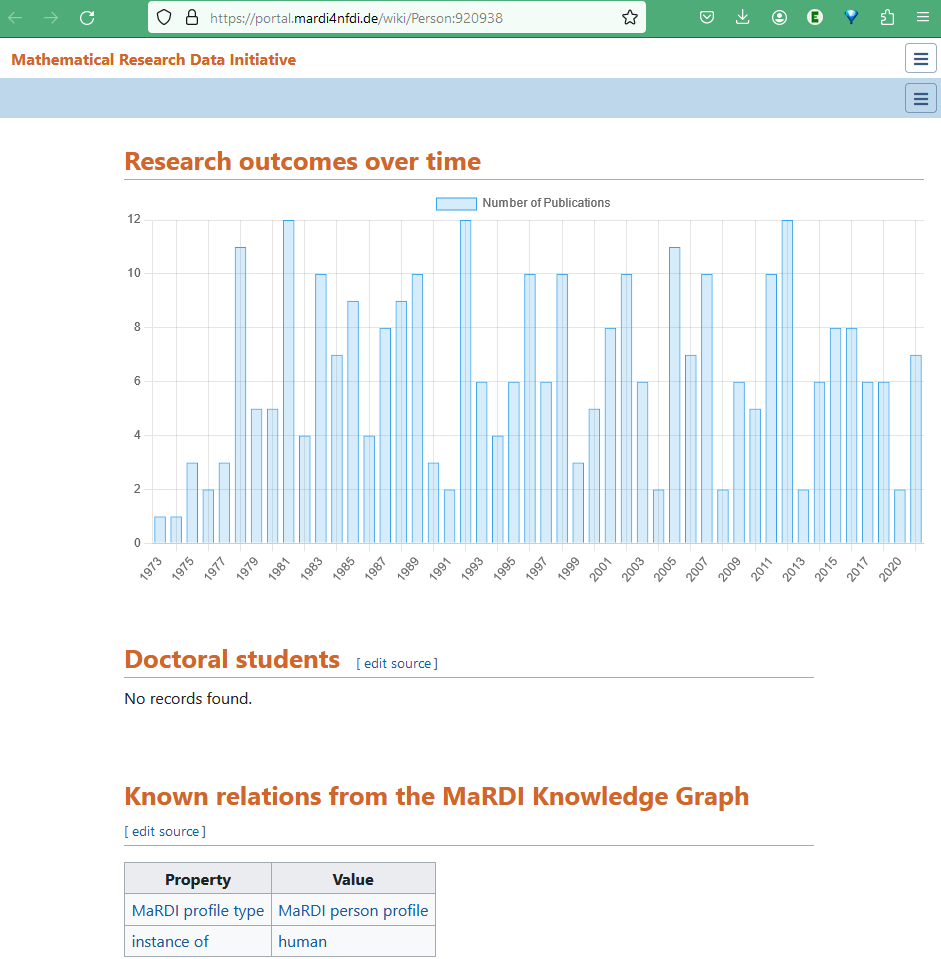 https://portal.mardi4nfdi.de/wiki/Person:920938
E
Mathematical Research Data Initiative
Research outcomes over time
Number of Publications
12
10
8
6
4
2
0
1973 1975 1977 1979 1981 1983 1985 1987 1989 1991 1993 1995 1997 1999 2001 2003 2005 2007 2009 2011 2013 2015 2017 2020
Doctoral students [ edit source ]
No records found.
Known relations from the MaRDI Knowledge Graph
[ edit source ]
Property Value
MaRDI profile type MaRDI person profile
instance of human